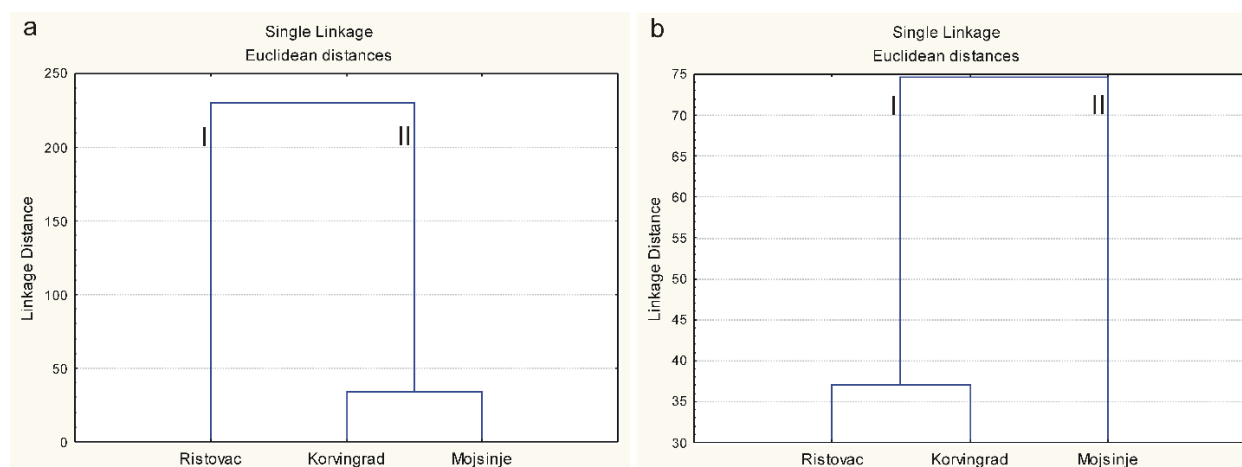 a
Single Linkage
Euclidean distances
250
200
150
100
50
0
Linkage Distance
I
II
Ristovac Korvingrad Mojsinje
b
Single Linkage
Euclidean distances
75
70
65
60
55
50
45
40
35
30
Linkage Distance
I
II
Ristovac Korvingrad Mojsinje